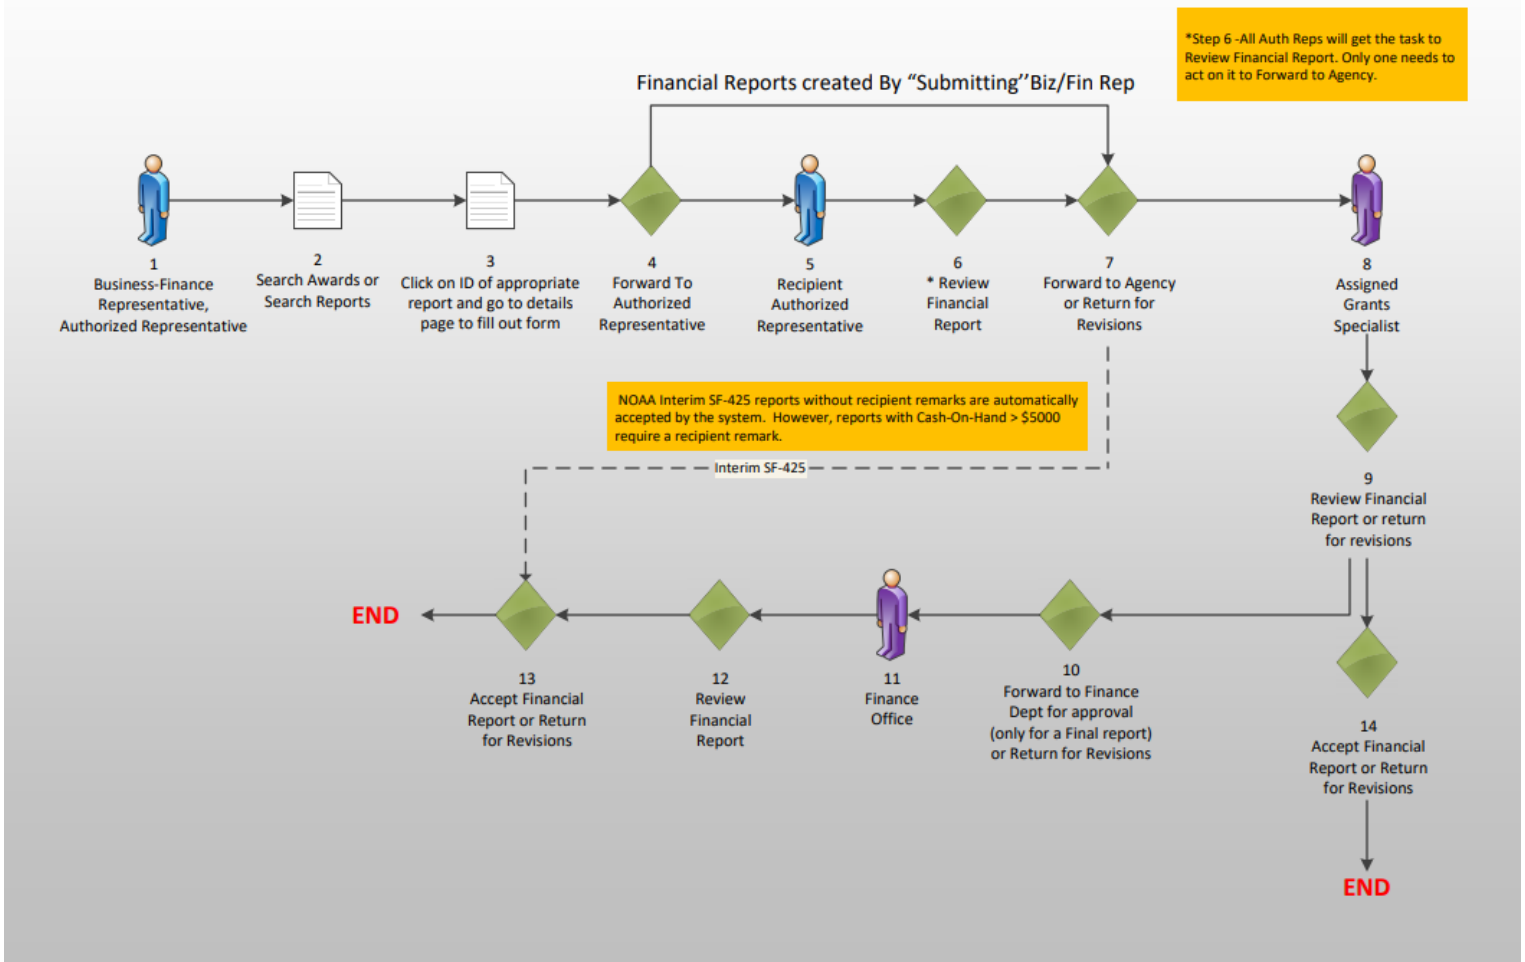 *Step 6 -All Auth Reps will get the task to
Review Financial Report. Only one needs to
act on it to Forward to Agency.
Financial Reports created By “Submitting’’Biz/Fin Rep
1
Business-Finance
Representative,
Authorized Representative
2
Search Awards or
Search Reports
3
Click on ID of appropriate
report and go to details
page to fill out form
4
Forward To
Authorized
Representative
5
Recipient
Authorized
Representative
6
* Review
Financial
Report
7
Forward to Agency
or Return for
Revisions
8
Assigned
Grants
Specialist
NOAA Interim SF-425 reports without recipient remarks are automatically
accepted by the system.  However, reports with Cash-On-Hand > $5000
require a recipient remark.
Interim SF-425
9
Review Financial
Report or return
for revisions
END
13
Accept Financial
Report or Return
for Revisions
12
Review
Financial
Report
11
Finance
Office
10
Forward to Finance
Dept for approval
(only for a Final report)
or Return for Revisions
14
Accept Financial
Report or Return
for Revisions
END